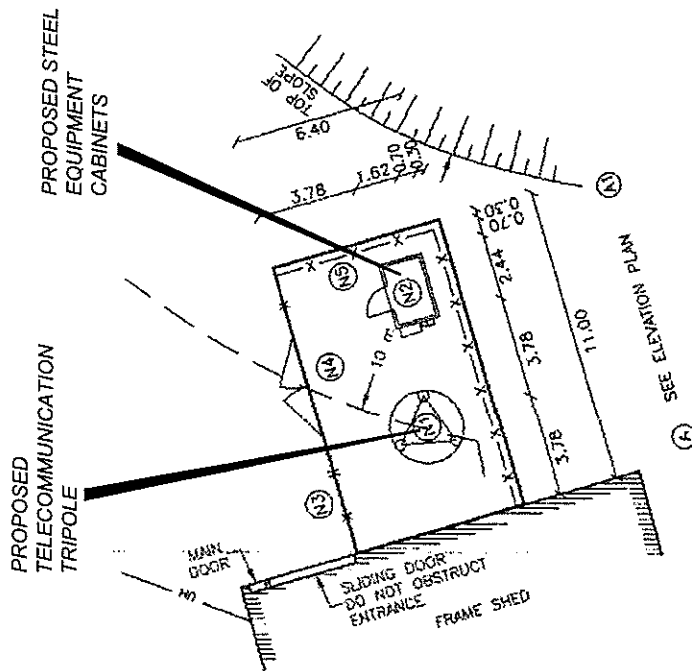 PROPOSED
TELECOMMUNICATION
TRIPOLE
PROPOSED STEEL
EQUIPMENT
CABINETS
TOP OF
SLOPE
6.40
3.78
1.62
0.70
0.30
N5
N2
N4
10 m
N1
N3
MAIN
DOOR
SLIDING DOOR
DO NOT OBSTRUCT
ENTRANCE
FRAME SHED
3.78
3.78
2.44
0.70
0.30
11.00
A1
A SEE ELEVATION PLAN